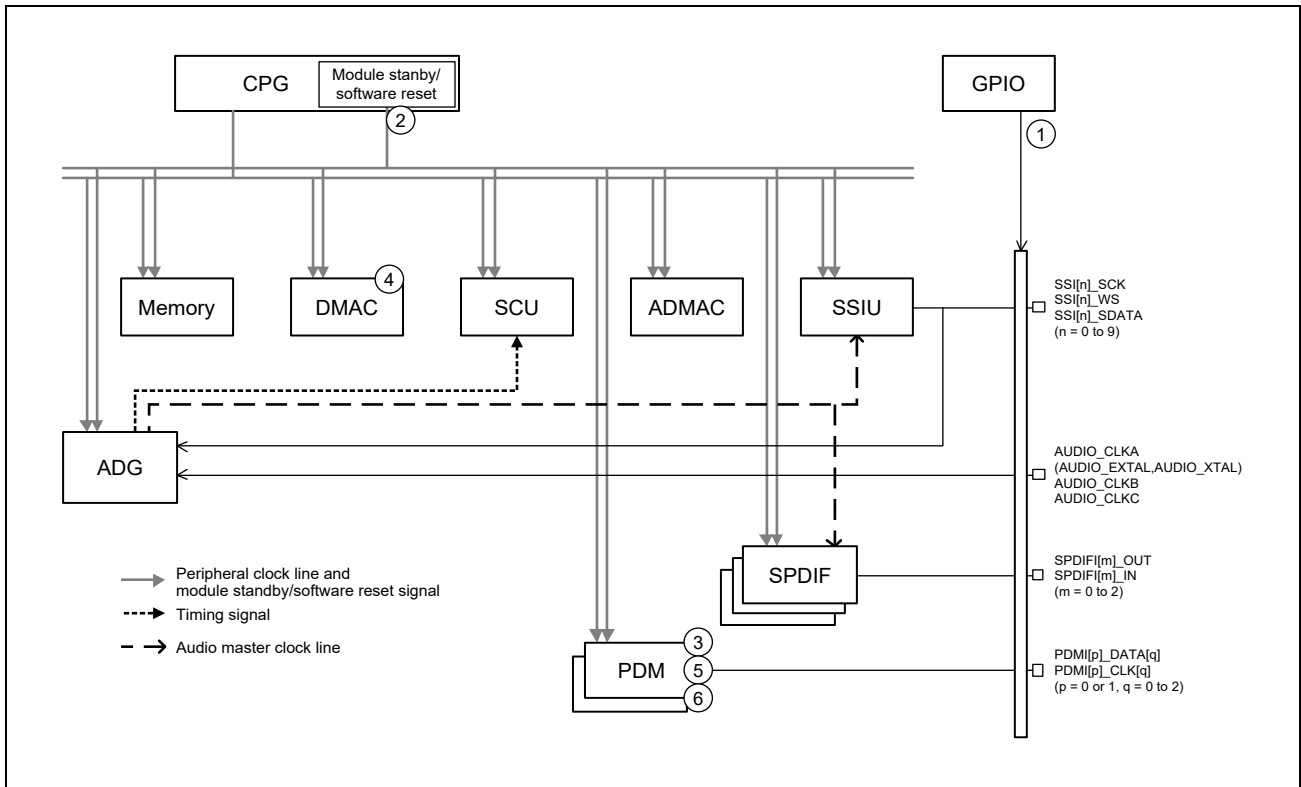 CPG
Module stanby/
software reset
2
GPIO
1
Memory
DMAC
4
SCU
ADMAC
SSIU
SSI[n]_SCK
SSI[n]_WS
SSI[n]_SDATA
(n = 0 to 9)
ADG
AUDIO_CLKA
(AUDIO_EXTAL,AUDIO_XTAL)
AUDIO_CLKB
AUDIO_CLKC
SPDIF
SPDIFI[m]_OUT
SPDIFI[m]_IN
(m = 0 to 2)
Peripheral clock line and
module standby/software reset signal
Timing signal
Audio master clock line
PDM
3
5
6
PDMI[p]_DATA[q]
PDMI[p]_CLK[q]
(p = 0 or 1, q = 0 to 2)